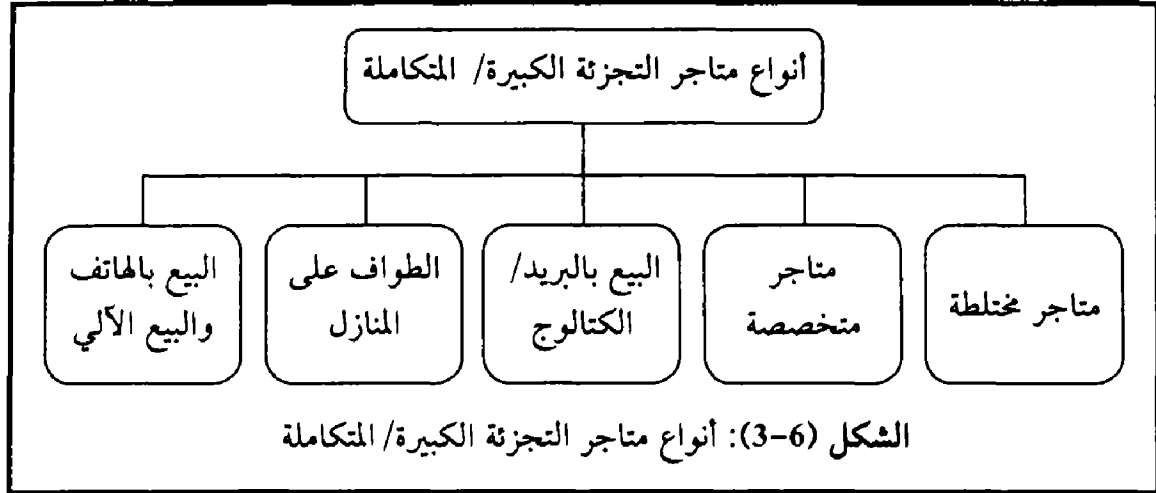 أنواع متاجر التجزئة الكبيرة/ المتكاملة
متاجر مختلطة
متاجر
متخصصة
البيع بالبريد/
الكتالوج
الطواف على
المنازل
البيع بالهاتف
والبيع الآلي
الشكل (6-3): أنواع متاجر التجزئة الكبيرة/ المتكاملة